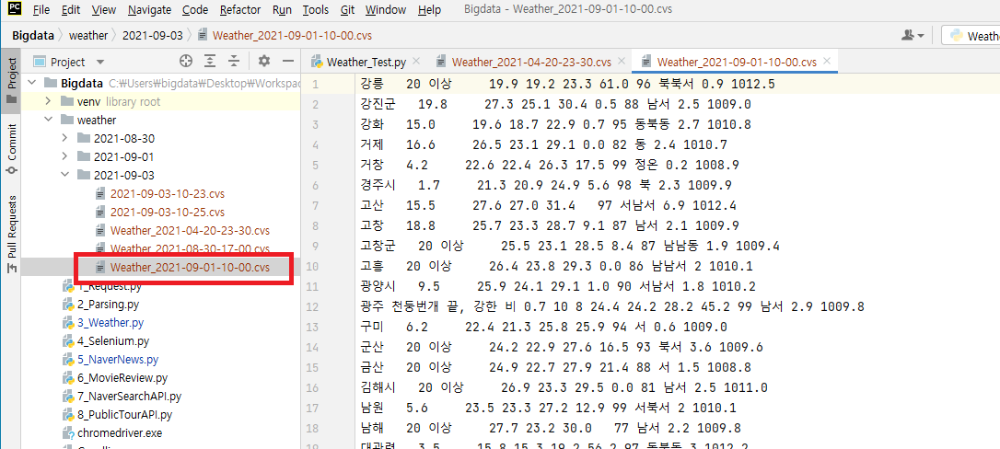 PC File Edit View Navigate Code Refactor Run Tools Git Window Help Bigdata - Weather_2021-09-01-10-00.cvs
Bigdata weather 2021-09-03 Weather_2021-09-01-10-00.cvs Weath
Project
Commit
Pull Requests
Project
Bigdata C:₩Users₩bigdata₩Desktop₩Workspac
venv library root
weather
2021-08-30
2021-09-01
2021-09-03
2021-09-03-10-23.cvs
2021-09-03-10-25.cvs
Weather_2021-04-20-23-30.cvs
Weather_2021-08-30-17-00.cvs
Weather_2021-09-01-10-00.cvs
1_Request.py
2_Parsing.py
3_Weather.py
4_Selenium.py
5_NaverNews.py
6_MovieReview.py
7_NaverSearchAPI.py
8_PublicTourAPI.py
chromedriver.exe
Weather_Test.py Weather_2021-04-20-23-30.cvs Weather_2021-09-01-10-00.cvs
1 강릉 20 이상 19.9 19.2 23.3 61.0 96 북북서 0.9 1012.5
2 강진군 19.8 27.3 25.1 30.4 0.5 88 남서 2.5 1009.0
3 강화 15.0 19.6 18.7 22.9 0.7 95 동북동 2.7 1010.8
4 거제 16.6 26.5 23.1 29.1 0.0 82 동 2.4 1010.7
5 거창 4.2 22.6 22.4 26.3 17.5 99 정온 0.2 1008.9
6 경주시 1.7 21.3 20.9 24.9 5.6 98 북 2.3 1009.9
7 고산 15.5 27.6 27.0 31.4 97 서남서 6.9 1012.4
8 고창 18.8 25.7 23.3 28.7 9.1 87 남서 2.1 1009.9
9 고창군 20 이상 25.5 23.1 28.5 8.4 87 남남동 1.9 1009.4
10 고흥 20 이상 26.4 23.8 29.3 0.0 86 남남서 2 1010.1
11 광양시 9.5 25.9 24.1 29.1 1.0 90 서남서 1.8 1010.2
12 광주 천둥번개 끝, 강한 비 0.7 10 8 24.4 24.2 28.2 45.2 99 남서 2.9 1009.8
13 구미 6.2 22.4 21.3 25.8 25.9 94 서 0.6 1009.0
14 군산 20 이상 24.2 22.9 27.6 16.5 93 북서 3.6 1009.6
15 금산 20 이상 24.9 22.7 27.9 21.4 88 서 1.5 1008.8
16 김해시 20 이상 26.9 23.3 29.5 0.0 81 남서 2.5 1011.0
17 남원 5.6 23.5 23.3 27.2 12.9 99 서북서 2 1010.1
18 남해 20 이상 27.7 23.2 30.0 77 남서 2.2 1009.8
19 대관령 3.5 15.8 15.3 19.2 56.2 97 동북동 3 1012.2